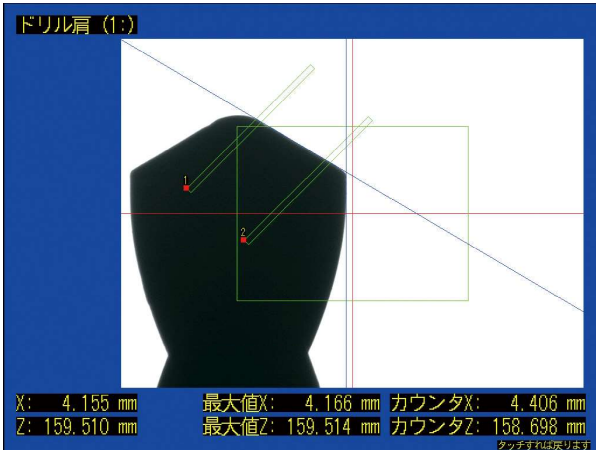 ドリル肩 (1:)
1
2
X: 4.155 mm 最大値X: 4.166 mm カウンタX: 4.406 mm
Z: 159.510 mm 最大値Z: 159.514 mm カウンタZ: 158.698 mm
タッチすれば戻ります